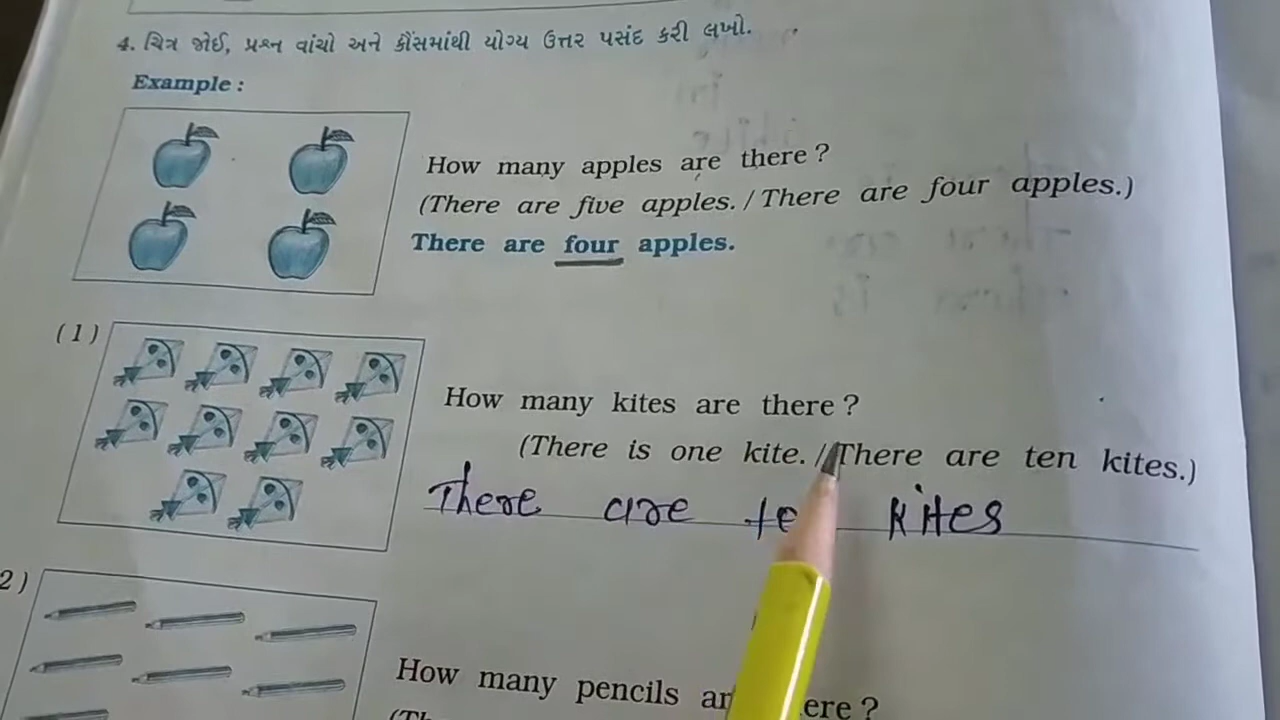 4. ચિત્ર જોઈ, પ્રશ્ન વાંચો અને કૌંસમાંથી યોગ્ય ઉત્તર પસંદ કરી લખો.
Example :
How many apples are there ?
(There are five apples. / There are four apples.)
There are four apples.
(1)
How many kites are there ?
(There is one kite. / There are ten kites.)
There are kites
2)
How many pencils